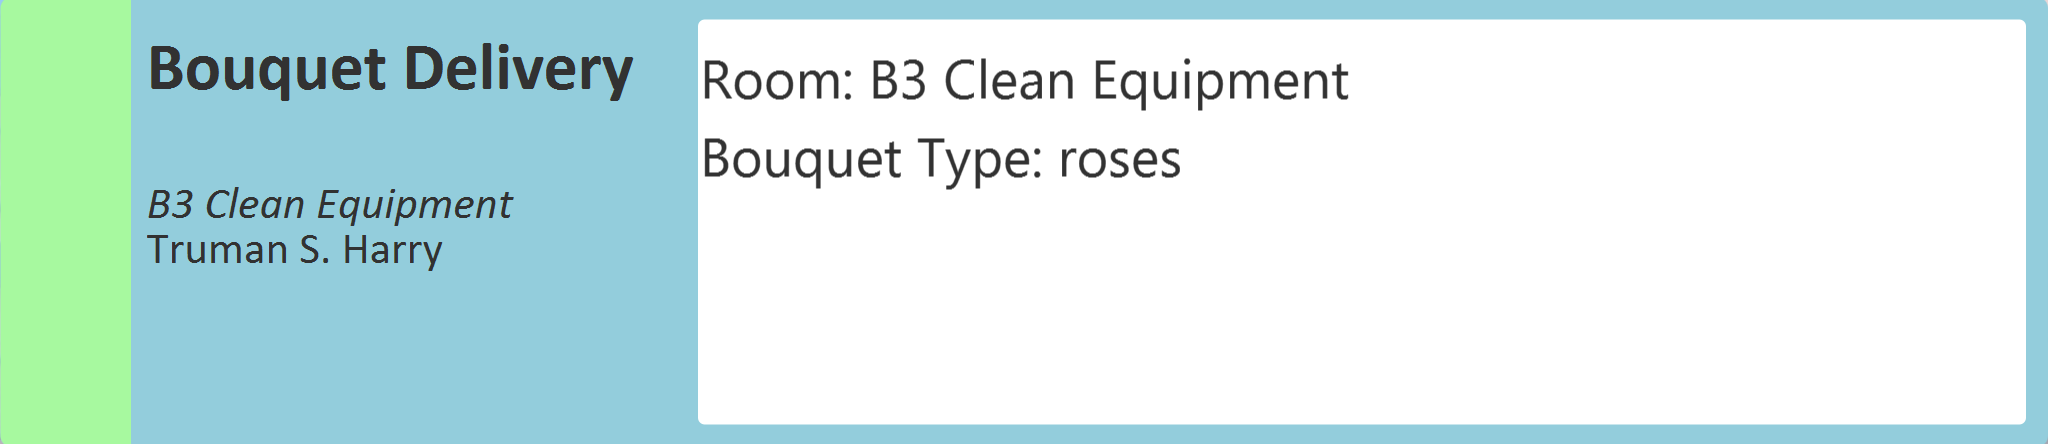 Bouquet Delivery
B3 Clean Equipment
Truman S. Harry
Room: B3 Clean Equipment
Bouquet Type: roses